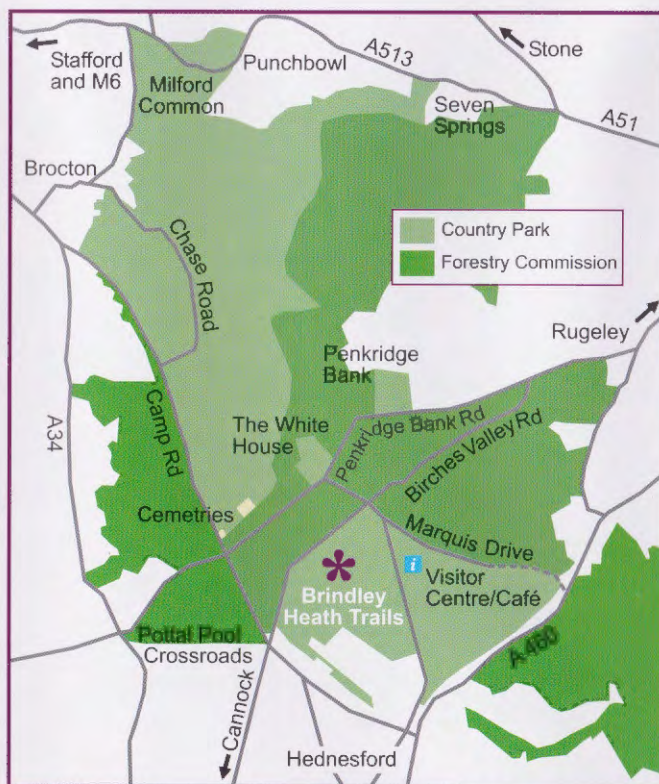 Stafford
and M6
Milford
Common
Punchbowl
A513
Stone
Seven
Springs
A51
Brocton
Country Park
Forestry Commission
Chase Road
Rugeley
Penkridge
Bank
A34
Camp Rd
The White
House
Penkridge Bank Rd
Birches Valley Rd
Cemetries
Marquis Drive
i
Visitor
Centre/Café
Brindley
Heath Trails
Pottal Pool
Crossroads
A460
Cannock
Hednesford